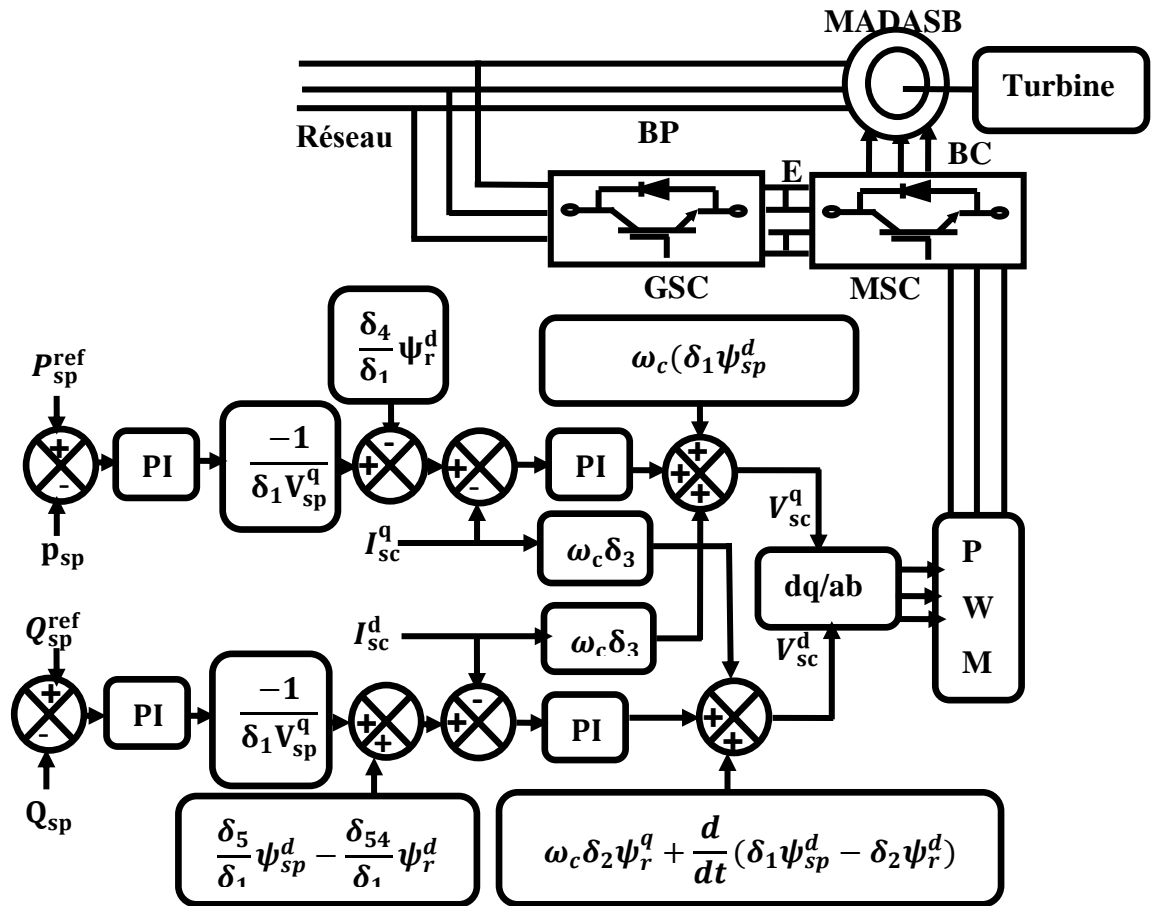 MADASB
Turbine
Réseau
BP
BC
E
GSC
MSC
δ₄/δ₁ ψ_r^d
ω_c(δ₁ψ_sp^d
P_sp^ref
+
-
PI
-1/(δ₁V_sp^q)
-
+
+
-
PI
+
+
+
V_sc^q
p_sp
I_sc^q
ω_cδ₃
P
W
M
dq/ab
Q_sp^ref
I_sc^d
ω_cδ₃
V_sc^d
+
-
PI
-1/(δ₁V_sp^q)
+
+
-
+
PI
+
+
Q_sp
δ₅/δ₁ ψ_sp^d − δ₅₄/δ₁ ψ_r^d
ω_cδ₂ψ_r^q + d/dt(δ₁ψ_sp^d − δ₂ψ_r^d)